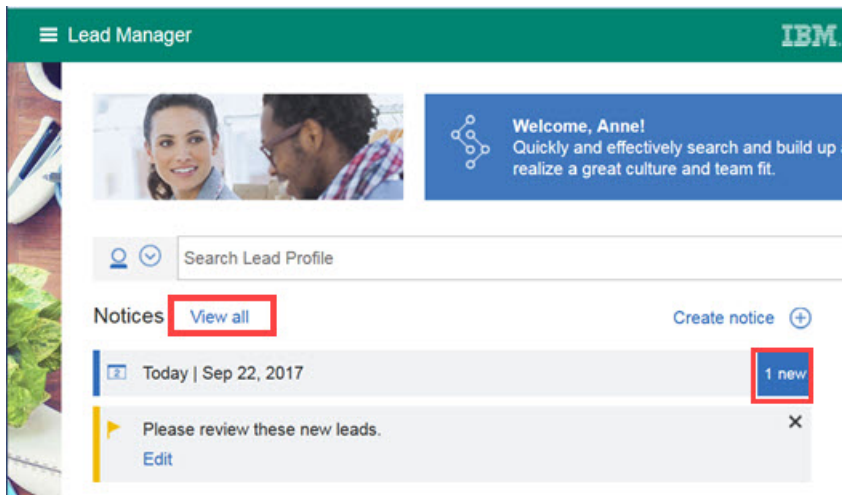 Lead Manager
IBM.
Welcome, Anne!
Quickly and effectively search and build up
realize a great culture and team fit.
Search Lead Profile
Notices View all
Create notice
2 Today | Sep 22, 2017
1 new
Please review these new leads.
Edit